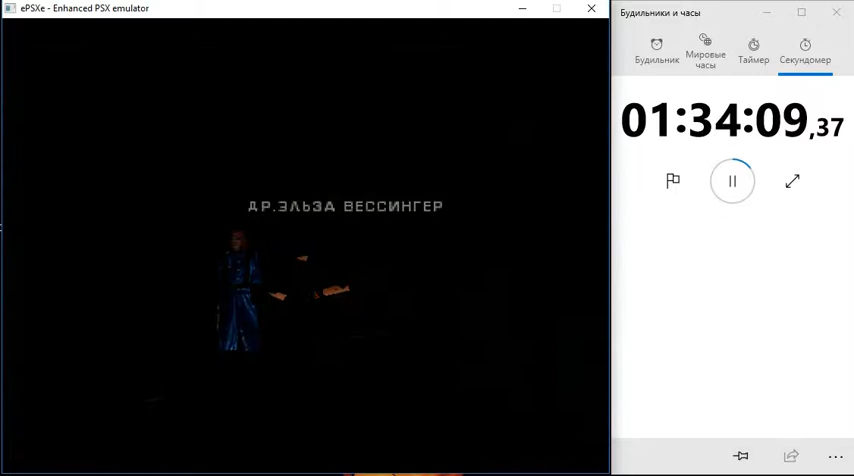 ePSXe - Enhanced PSX emulator
ДР.ЭЛЬЗА ВЕССИНГЕР
Будильники и часы
Будильник
Мировые часы
Таймер
Секундомер
01:34:09,37